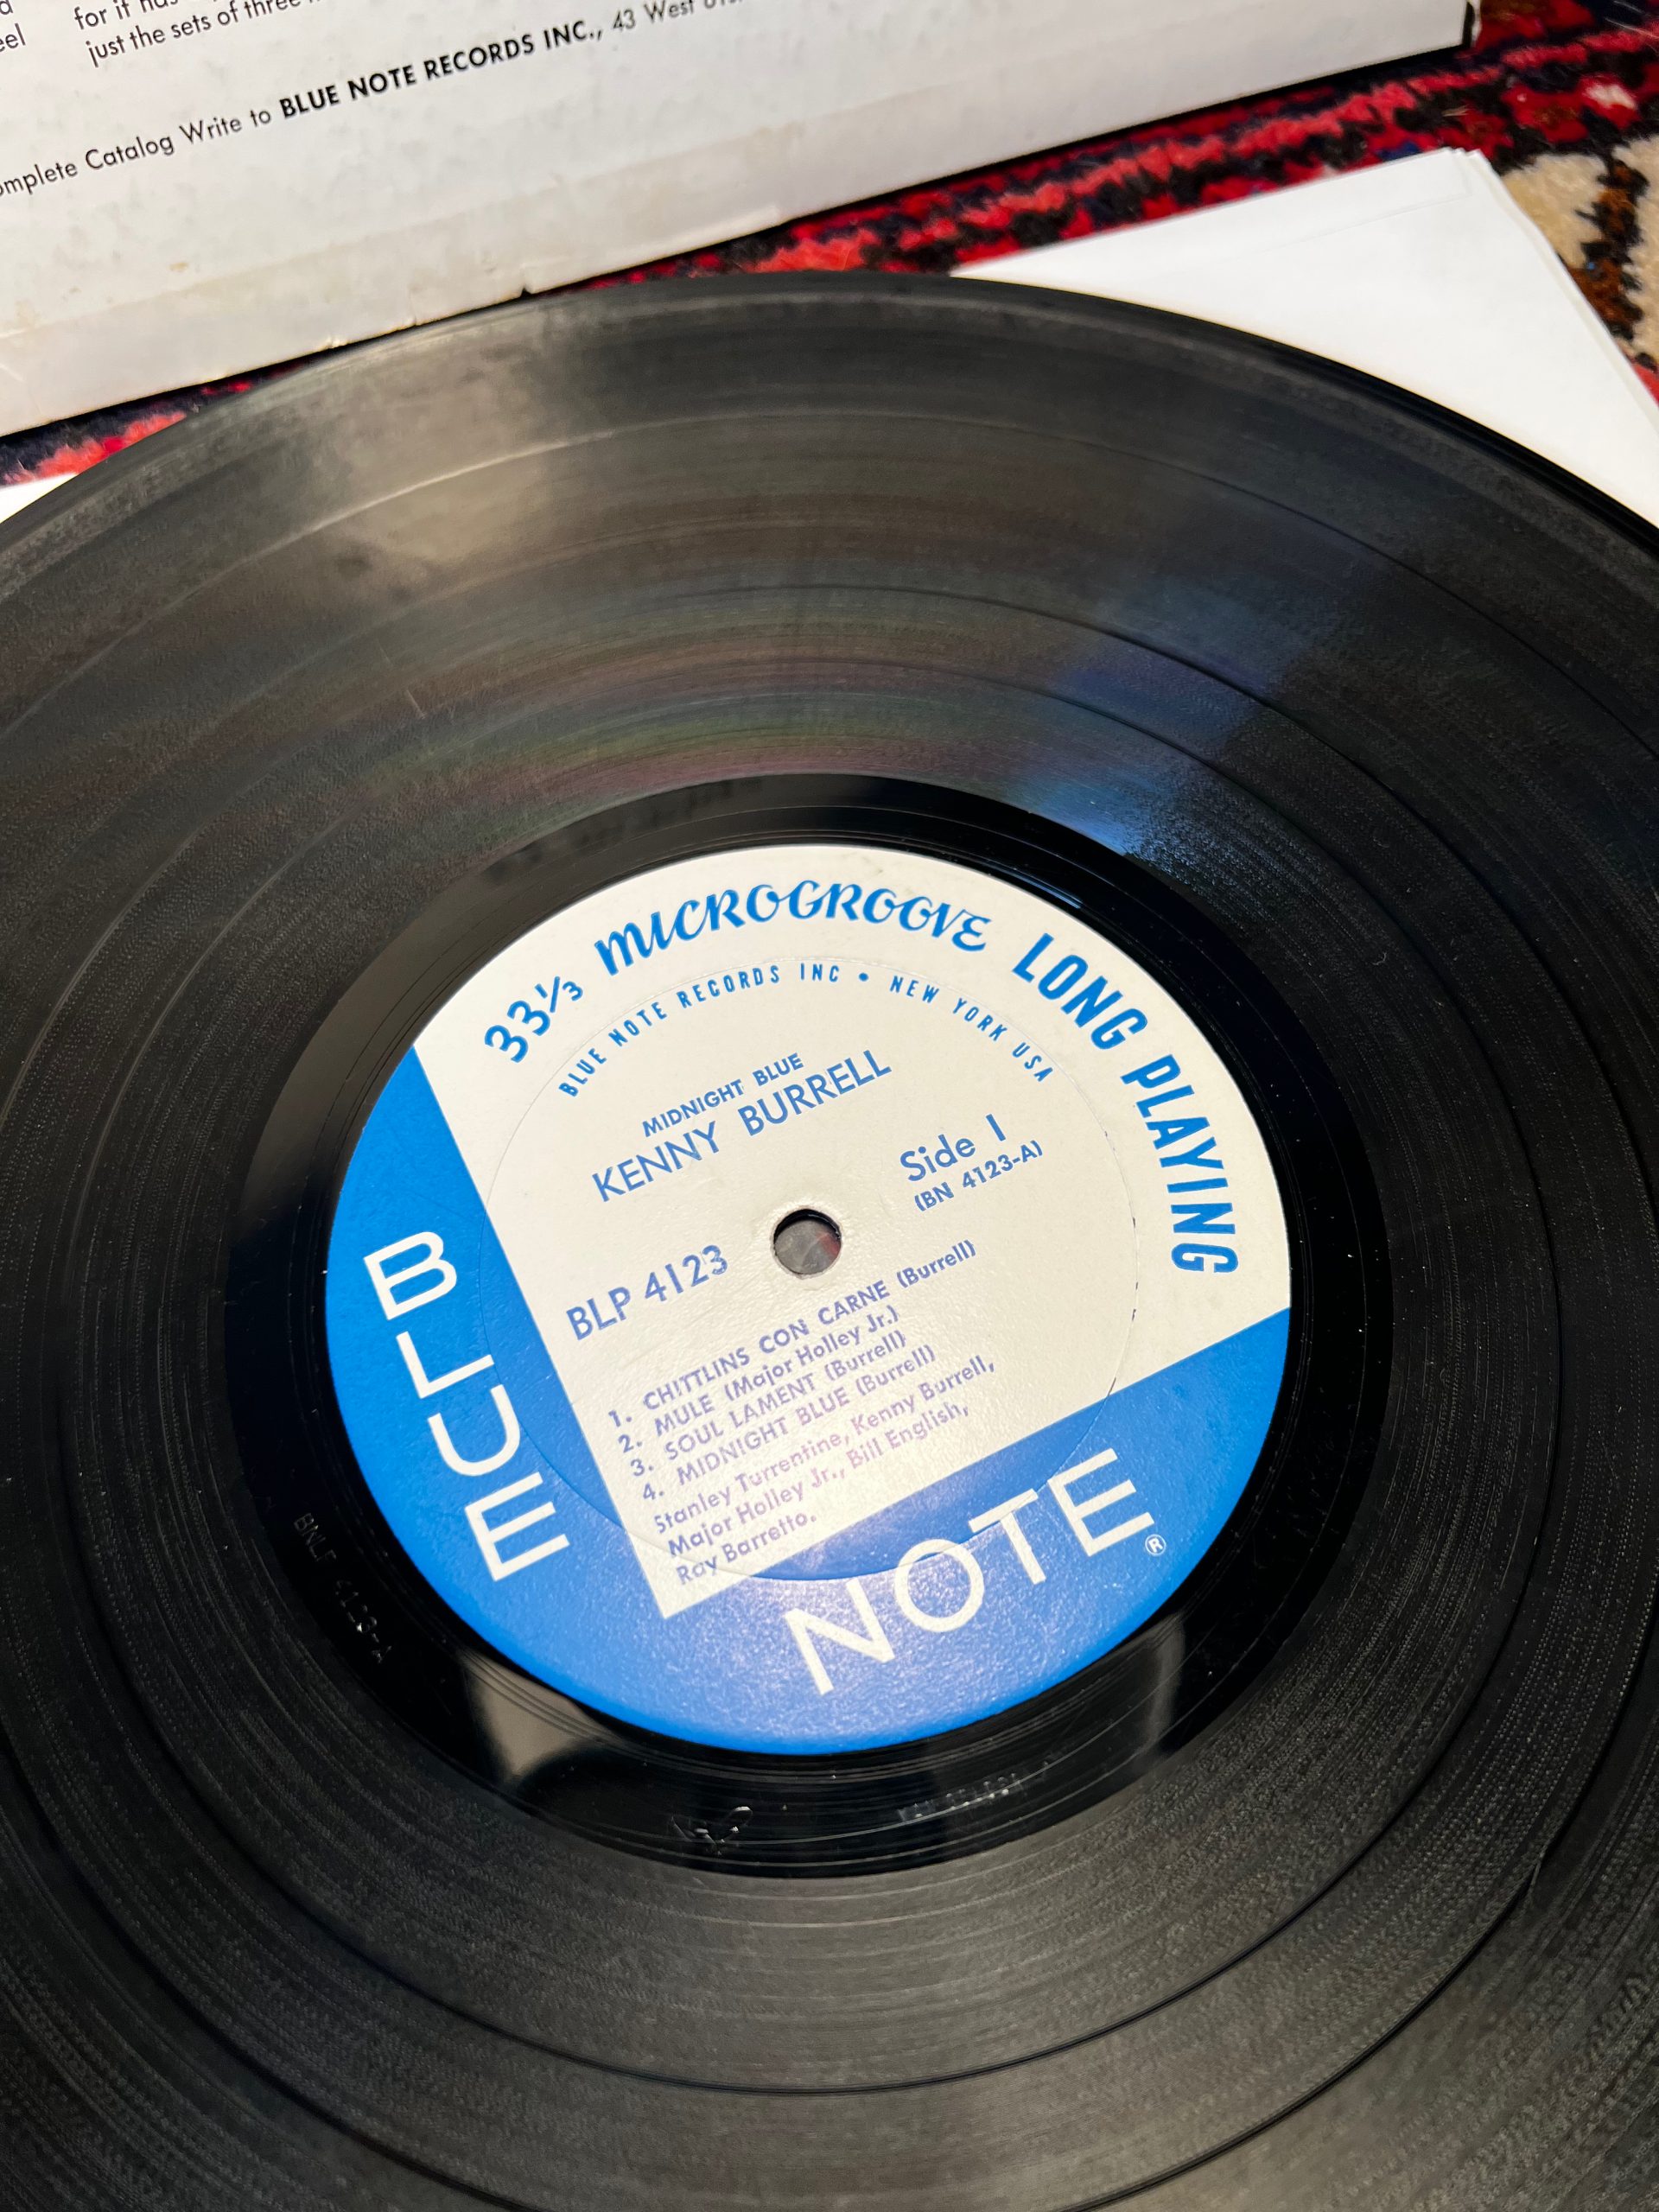 for it
eel
just the sets of three
Complete Catalog Write to BLUE NOTE RECORDS INC., 43 West
33⅓ MICROGROOVE LONG PLAYING
BLUE NOTE RECORDS INC • NEW YORK USA
MIDNIGHT BLUE
KENNY BURRELL
Side 1
(BN 4123-A)
BLP 4123
1. CHITTLINS CON CARNE (Burrell)
2. MULE (Major Holley Jr.)
3. SOUL LAMENT (Burrell)
4. MIDNIGHT BLUE (Burrell)
Stanley Turrentine, Kenny Burrell,
Major Holley Jr., Bill English,
Ray Barretto.
BLUE
NOTE®
4123-A